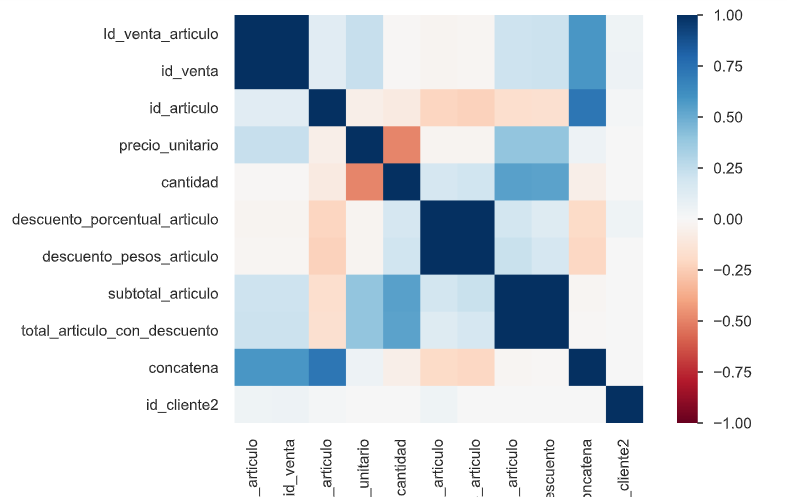 Id_venta_articulo
id_venta
id_articulo
precio_unitario
cantidad
descuento_porcentual_articulo
descuento_pesos_articulo
subtotal_articulo
total_articulo_con_descuento
concatena
id_cliente2
1.00
0.75
0.50
0.25
0.00
−0.25
−0.50
−0.75
−1.00
_articulo
id_venta
_articulo
_unitario
cantidad
_articulo
_articulo
_articulo
escuento
oncatena
_cliente2